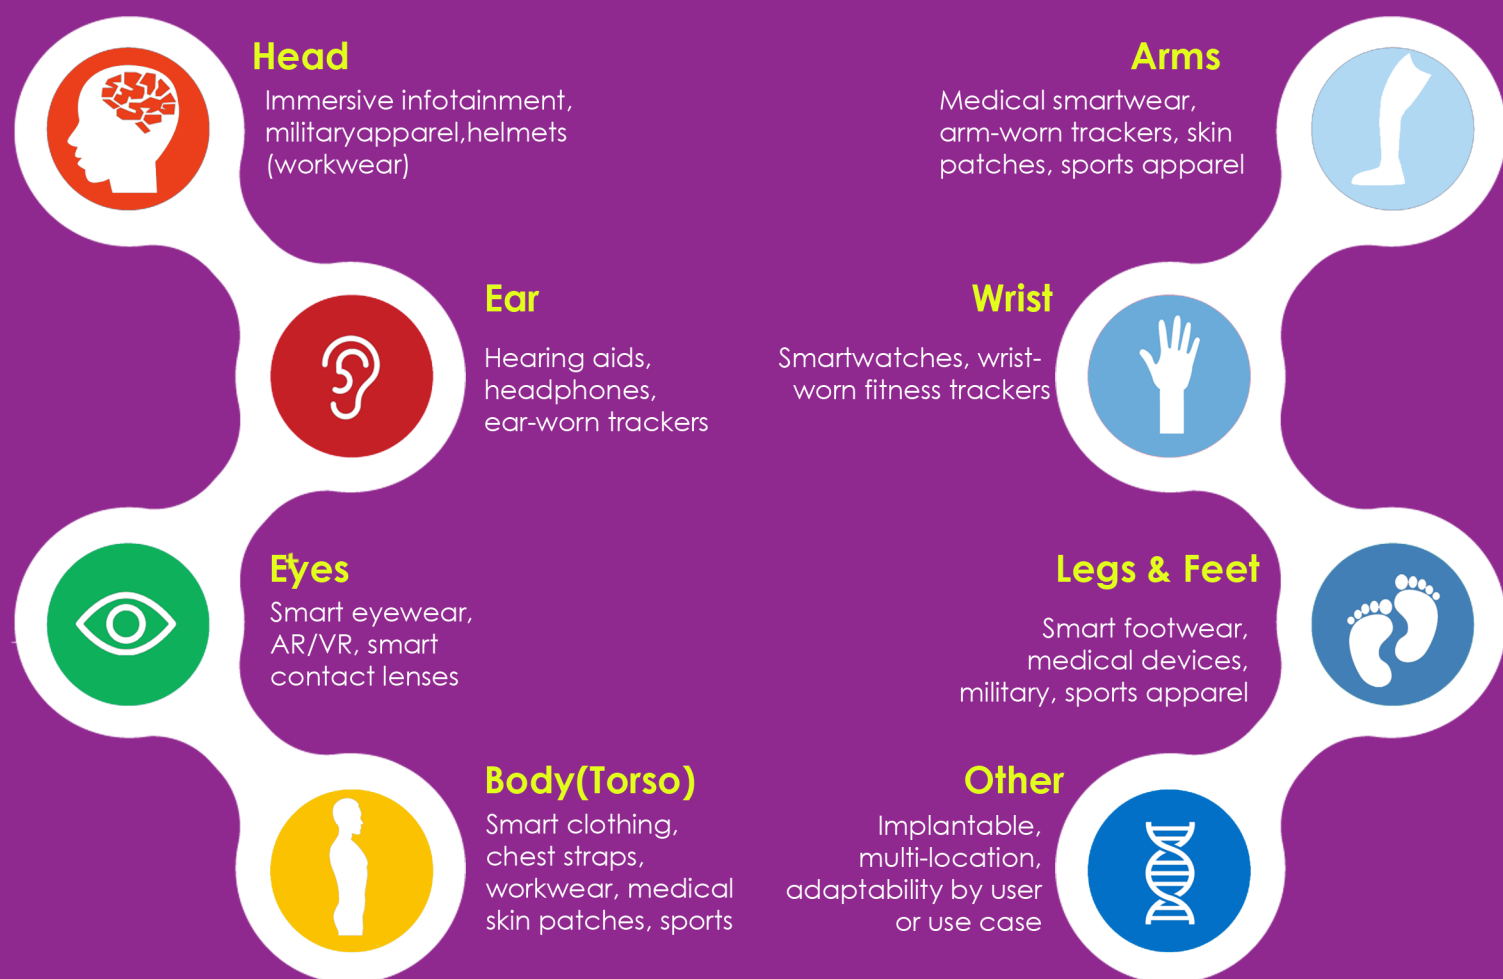 Head
Immersive infotainment,
militaryapparel,helmets
(workwear)
Ear
Hearing aids,
headphones,
ear-worn trackers
Eyes
t
Smart eyewear,
AR/VR, smart
contact lenses
Body(Torso)
Smart clothing,
chest straps,
workwear, medical
skin patches, sports
Arms
Medical smartwear,
arm-worn trackers, skin
patches, sports apparel
Wrist
Smartwatches, wrist-
worn fitness trackers
Legs & Feet
Smart footwear,
medical devices,
military, sports apparel
Other
Implantable,
multi-location,
adaptability by user
or use case